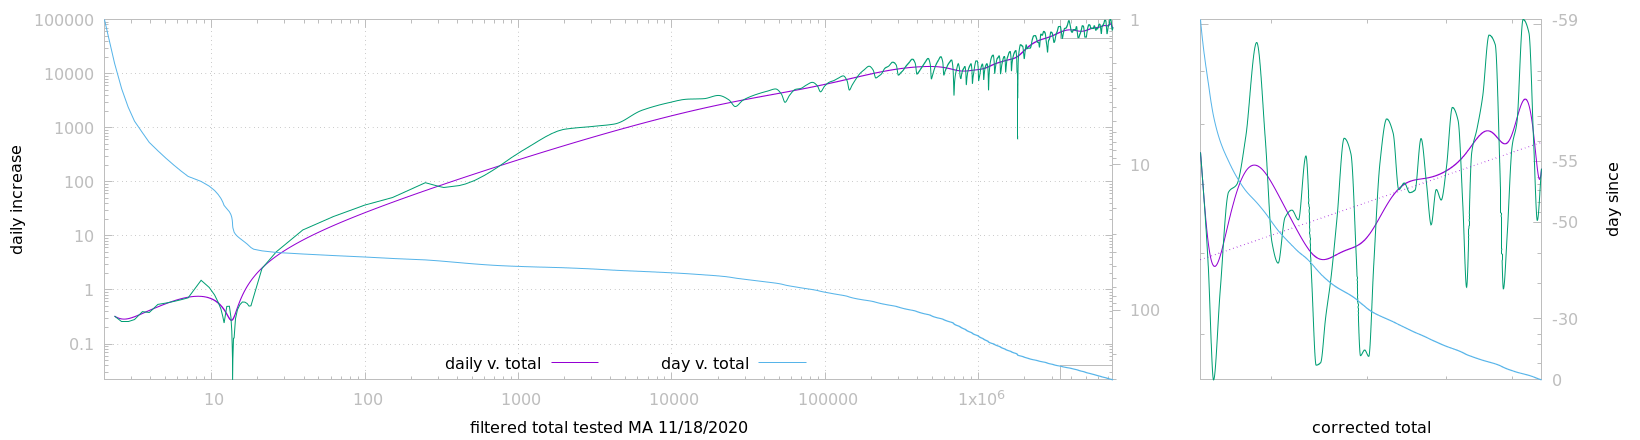 100000
10000
1000
100
10
1
0.1
daily increase
10
100
1000
10000
100000
1x10⁶
1
10
100
daily v. total
day v. total
filtered total tested MA 11/18/2020
-59
-55
-50
-30
0
day since
corrected total